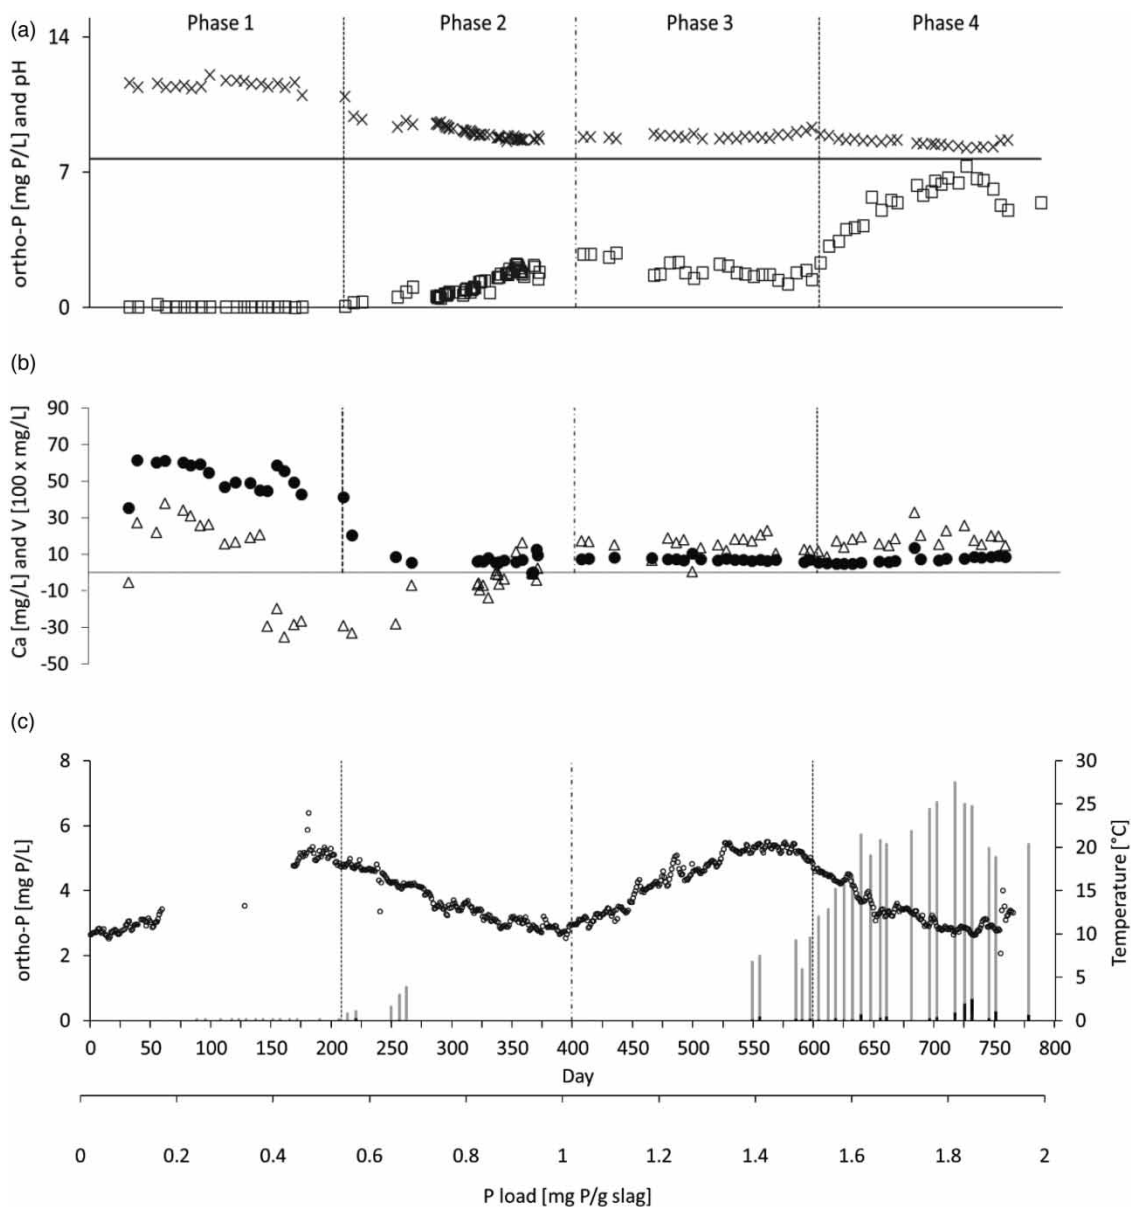 (a)
Phase 1 Phase 2 Phase 3 Phase 4
14
7
0
ortho-P [mg P/L] and pH
(b)
90
70
50
30
10
-10
-30
-50
Ca [mg/L] and V [100 x mg/L]
(c)
8 30
25
6
20
4 15
10
2
5
0 0
ortho-P [mg P/L]
Temperature [°C]
0 50 100 150 200 250 300 350 400 450 500 550 600 650 700 750 800
Day
0 0.2 0.4 0.6 0.8 1 1.2 1.4 1.6 1.8 2
P load [mg P/g slag]